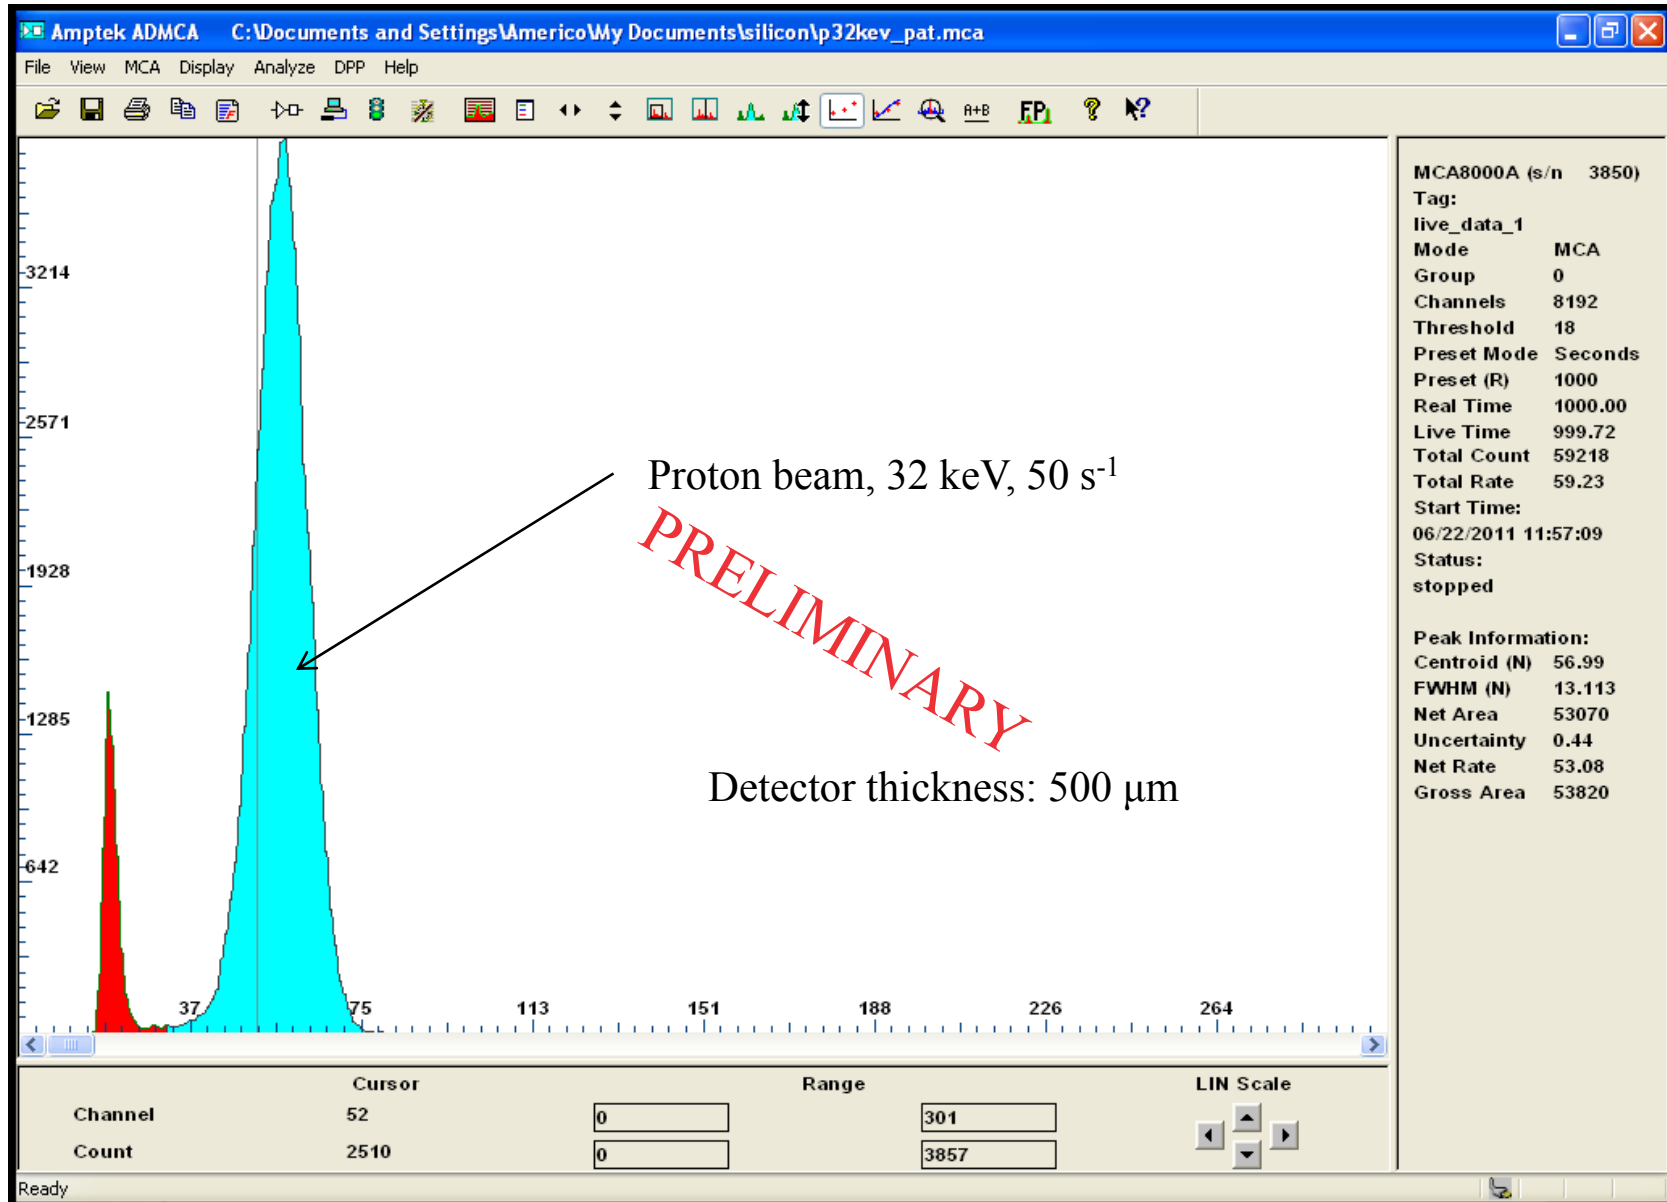 Amptek ADMCA C:\Documents and Settings\Americo\My Documents\silicon\p32kev_pat.mca
File View MCA Display Analyze DPP Help
A+B FP
3214
2571
1928
1285
642
37 75 113 151 188 226 264
Proton beam, 32 keV, 50 s⁻¹
PRELIMINARY
Detector thickness: 500 μm
MCA8000A (s/n 3850)
Tag:
live_data_1
Mode MCA
Group 0
Channels 8192
Threshold 18
Preset Mode Seconds
Preset (R) 1000
Real Time 1000.00
Live Time 999.72
Total Count 59218
Total Rate 59.23
Start Time:
06/22/2011 11:57:09
Status:
stopped
Peak Information:
Centroid (N) 56.99
FWHM (N) 13.113
Net Area 53070
Uncertainty 0.44
Net Rate 53.08
Gross Area 53820
Cursor Range LIN Scale
Channel 52 0 301
Count 2510 0 3857
Ready